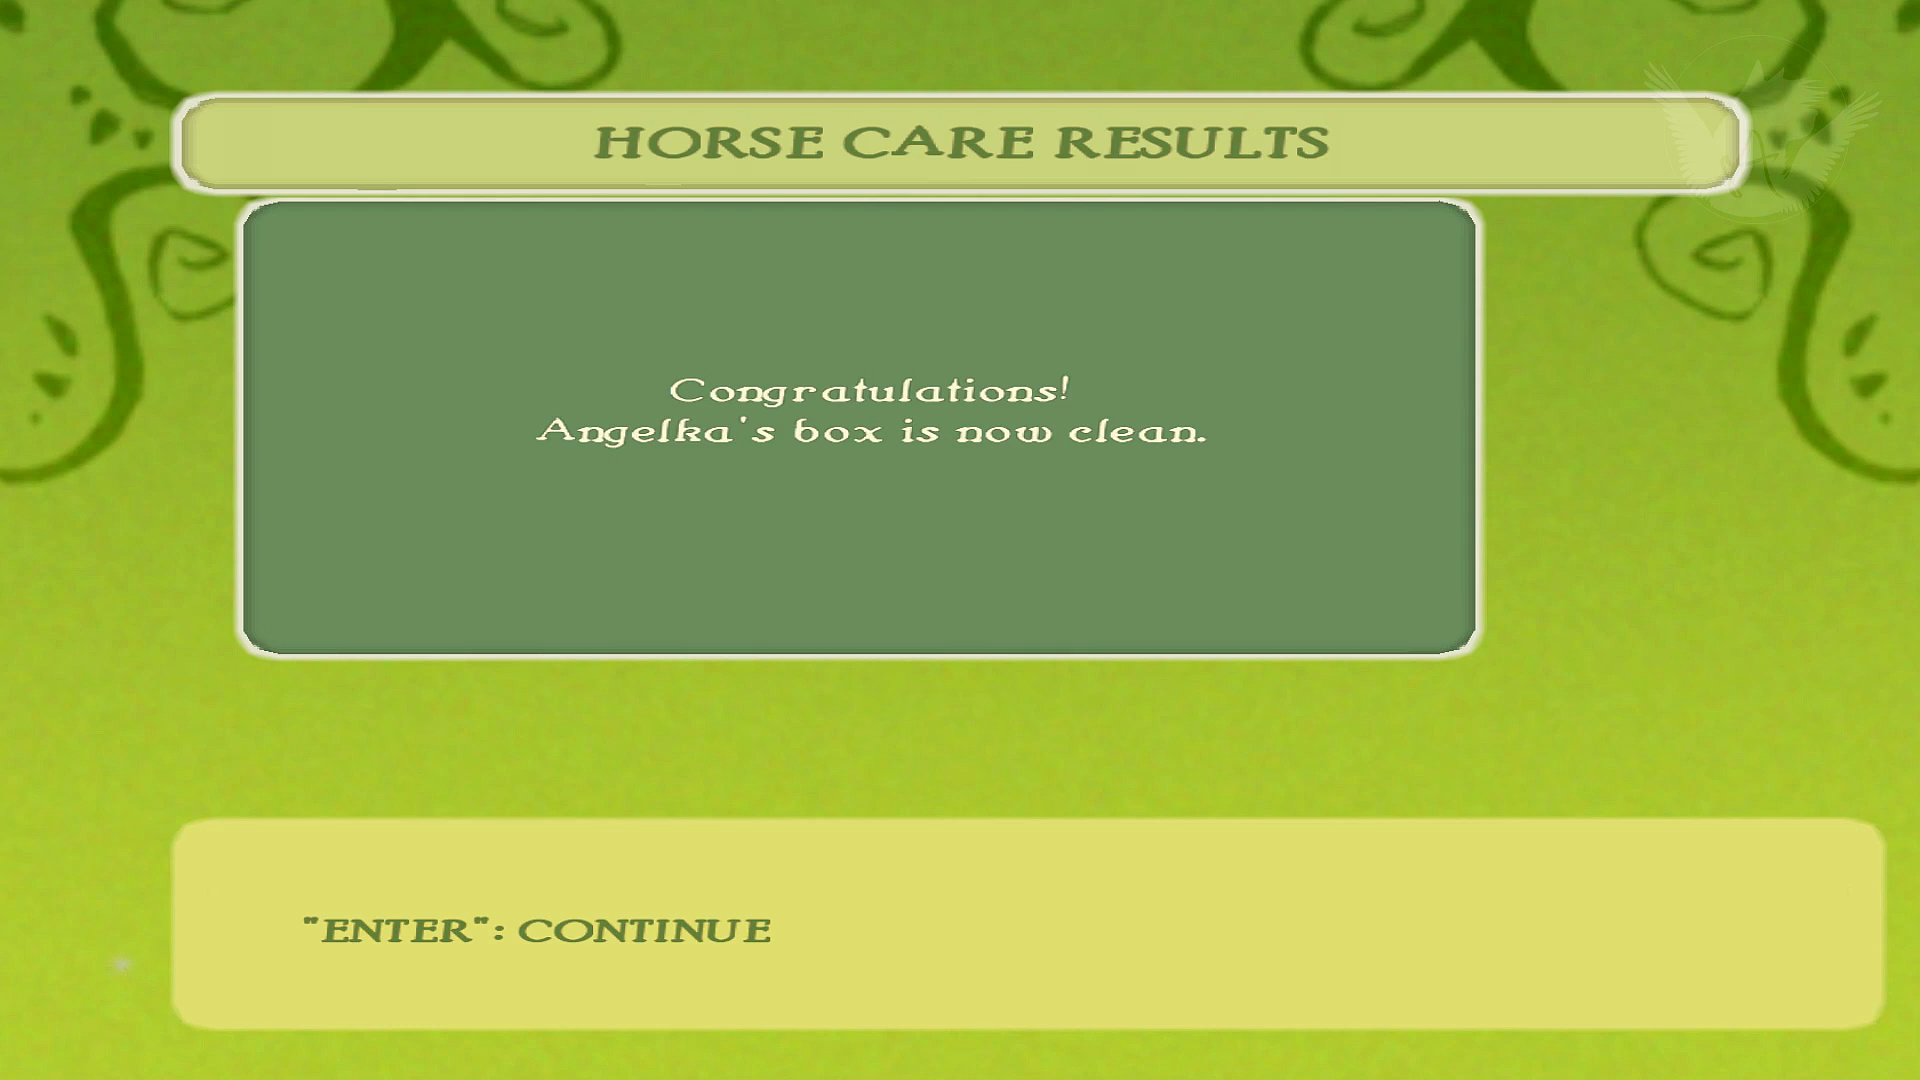 HORSE CARE RESULTS
Congratulations!
Angelka's box is now clean.
"ENTER": CONTINUE